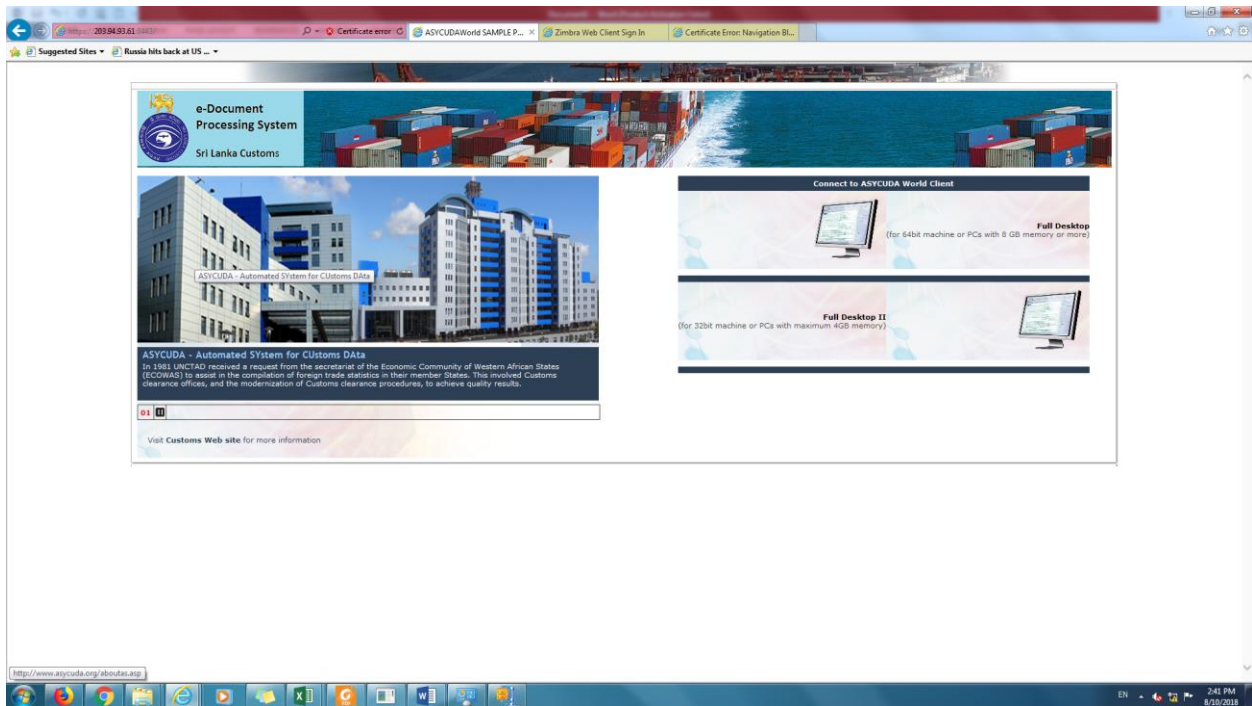 203.94.93.61
Certificate error
ASYCUDAWorld SAMPLE P...
Zimbra Web Client Sign In
Certificate Error: Navigation Bl...
Suggested Sites
Russia hits back at US ...
e-Document
Processing System
Sri Lanka Customs
Connect to ASYCUDA World Client
Full Desktop
(for 64bit machine or PCs with 8 GB memory or more)
ASYCUDA - Automated SYstem for CUstoms DAta
Full Desktop II
(for 32bit machine or PCs with maximum 4GB memory)
ASYCUDA - Automated SYstem for CUstoms DAta
In 1981 UNCTAD received a request from the secretariat of the Economic Community of Western African States
(ECOWAS) to assist in the compilation of foreign trade statistics in their member States. This involved Customs
clearance offices, and the modernization of Customs clearance procedures, to achieve quality results.
01
Visit Customs Web site for more information
http://www.asycuda.org/aboutas.asp
EN
2:41 PM
8/10/2018